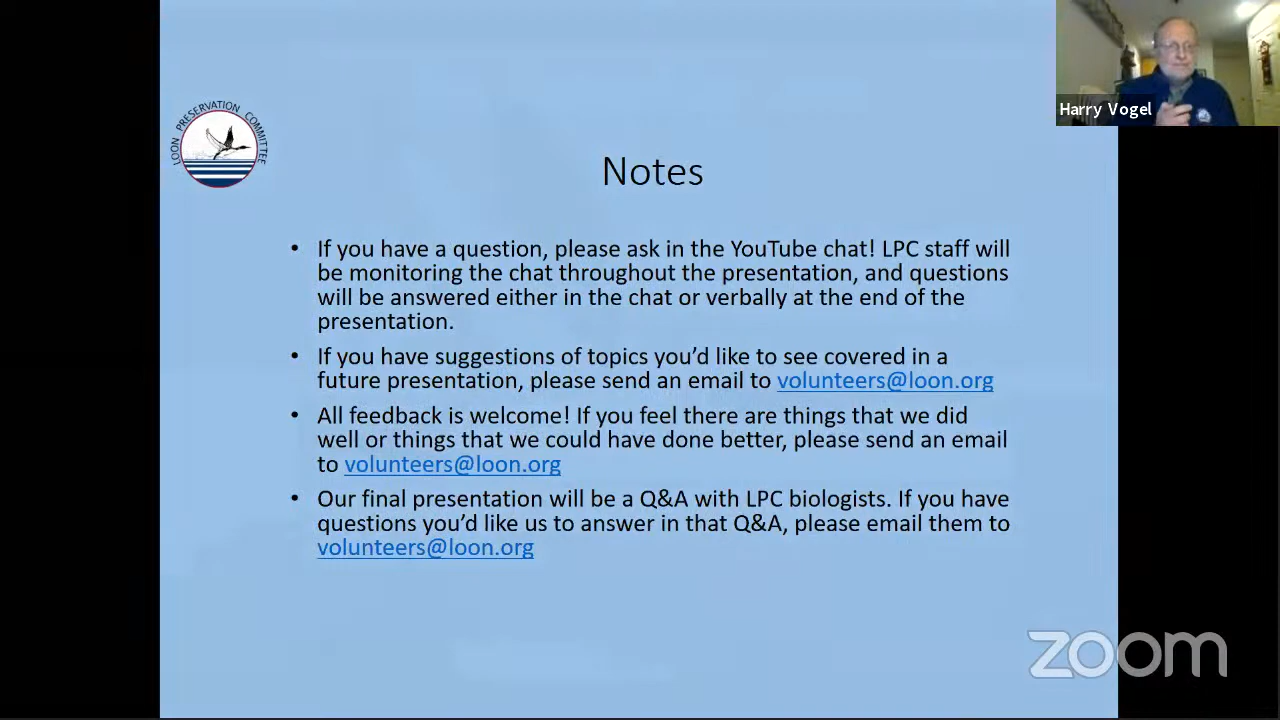 LOON PRESERVATION COMMITTEE
Harry Vogel
Notes
• If you have a question, please ask in the YouTube chat! LPC staff will
be monitoring the chat throughout the presentation, and questions
will be answered either in the chat or verbally at the end of the
presentation.
• If you have suggestions of topics you’d like to see covered in a
future presentation, please send an email to volunteers@loon.org
• All feedback is welcome! If you feel there are things that we did
well or things that we could have done better, please send an email
to volunteers@loon.org
• Our final presentation will be a Q&A with LPC biologists. If you have
questions you’d like us to answer in that Q&A, please email them to
volunteers@loon.org
zoom